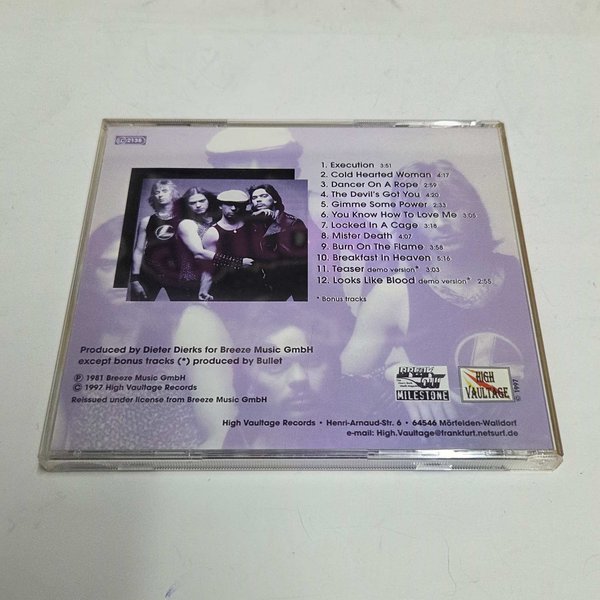 1. Execution 3:51
2. Cold Hearted Woman 4:17
3. Dancer On A Rope 2:59
4. The Devil's Got You 4:20
5. Gimme Some Power 2:33
6. You Know How To Love Me 3:05
7. Locked In A Cage 3:18
8. Mister Death 4:07
9. Burn On The Flame 3:58
10. Breakfast In Heaven 5:16
11. Teaser demo version* 3:03
12. Looks Like Blood demo version* 2:55
* Bonus tracks
Produced by Dieter Dierks for Breeze Music GmbH
except bonus tracks (*) produced by Bullet
Ⓟ 1981 Breeze Music GmbH
© 1997 High Vaultage Records
Reissued under license from Breeze Music GmbH
MILESTONE
HIGH
VAULTAGE
© 1997
High Vaultage Records • Henri-Arnaud-Str. 6 • 64546 Mörfelden-Walldorf
e-mail: High.Vaultage@frankfurt.netsurf.de